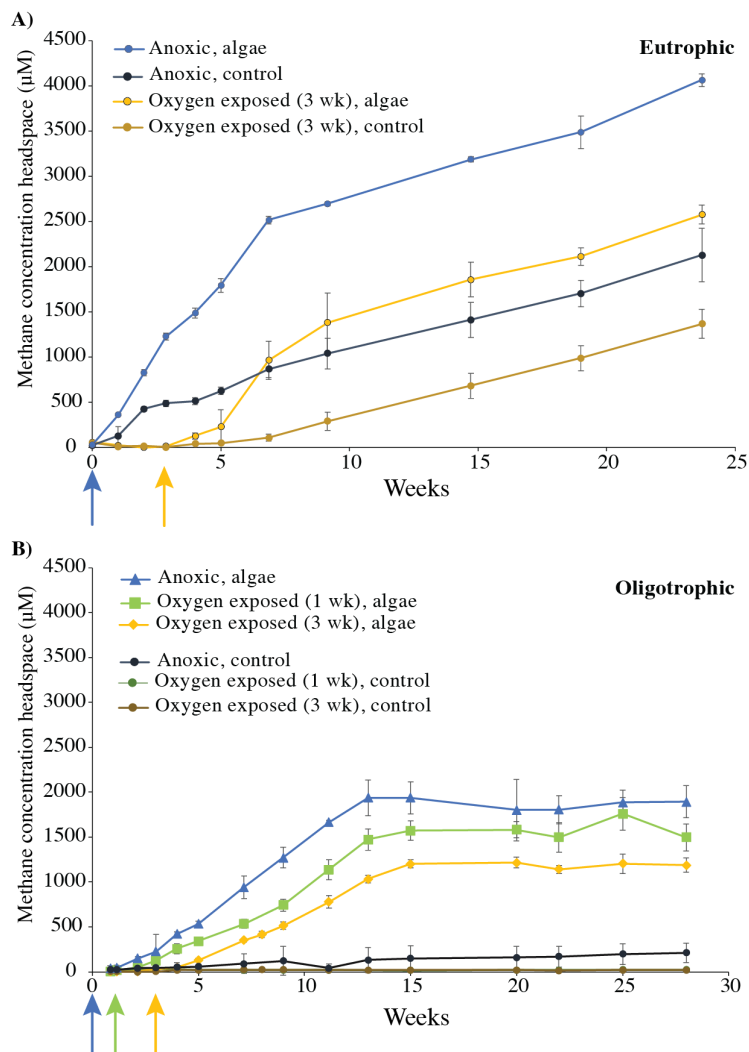 A)
Eutrophic
Anoxic, algae
Anoxic, control
Oxygen exposed (3 wk), algae
Oxygen exposed (3 wk), control
Methane concentration headspace (µM)
4500
4000
3500
3000
2500
2000
1500
1000
500
0
0 5 10 15 20 25
Weeks
B)
Oligotrophic
Anoxic, algae
Oxygen exposed (1 wk), algae
Oxygen exposed (3 wk), algae
Anoxic, control
Oxygen exposed (1 wk), control
Oxygen exposed (3 wk), control
Methane concentration headspace (µM)
4500
4000
3500
3000
2500
2000
1500
1000
500
0
0 5 10 15 20 25 30
Weeks